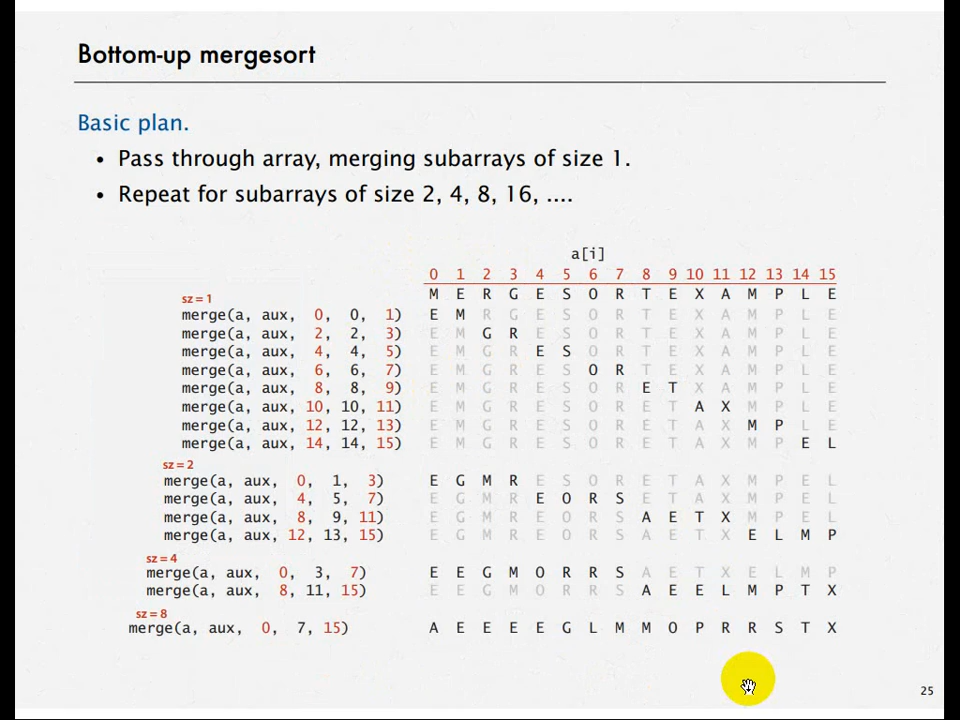 Bottom-up mergesort
Basic plan.
• Pass through array, merging subarrays of size 1.
• Repeat for subarrays of size 2, 4, 8, 16, ....
a[i]
0 1 2 3 4 5 6 7 8 9 10 11 12 13 14 15
M E R G E S O R T E X A M P L E
sz = 1
merge(a, aux, 0, 0, 1) E M R G E S O R T E X A M P L E
merge(a, aux, 2, 2, 3) E M G R E S O R T E X A M P L E
merge(a, aux, 4, 4, 5) E M G R E S O R T E X A M P L E
merge(a, aux, 6, 6, 7) E M G R E S O R T E X A M P L E
merge(a, aux, 8, 8, 9) E M G R E S O R E T X A M P L E
merge(a, aux, 10, 10, 11) E M G R E S O R E T A X M P L E
merge(a, aux, 12, 12, 13) E M G R E S O R E T A X M P L E
merge(a, aux, 14, 14, 15) E M G R E S O R E T A X M P E L
sz = 2
merge(a, aux, 0, 1, 3) E G M R E S O R E T A X M P E L
merge(a, aux, 4, 5, 7) E G M R E O R S E T A X M P E L
merge(a, aux, 8, 9, 11) E G M R E O R S A E T X M P E L
merge(a, aux, 12, 13, 15) E G M R E O R S A E T X E L M P
sz = 4
merge(a, aux, 0, 3, 7) E E G M O R R S A E T X E L M P
merge(a, aux, 8, 11, 15) E E G M O R R S A E E L M P T X
sz = 8
merge(a, aux, 0, 7, 15) A E E E E G L M M O P R R S T X
25